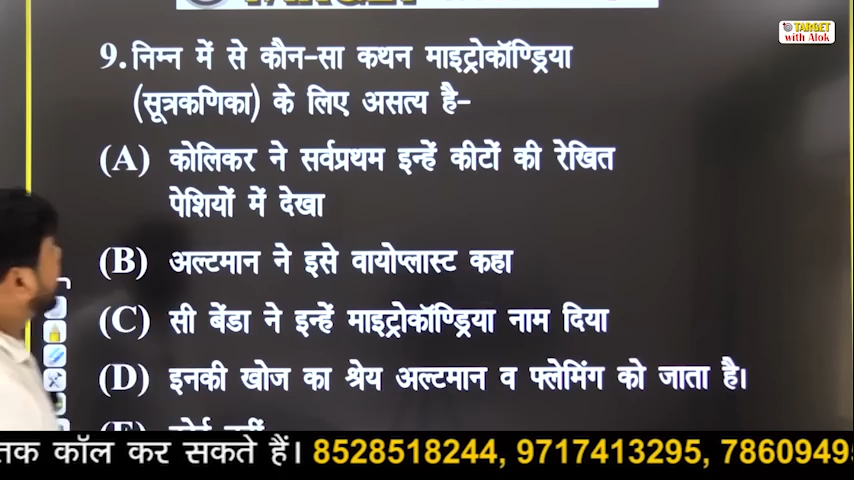 TARGET
with Alok
9. निम्न में से कौन-सा कथन माइट्रोकॉण्ड्रिया
(सूत्रकणिका) के लिए असत्य है-
(A) कोलिकर ने सर्वप्रथम इन्हें कीटों की रेखित
पेशियों में देखा
(B) अल्टमान ने इसे वायोप्लास्ट कहा
(C) सी बेंडा ने इन्हें माइट्रोकॉण्ड्रिया नाम दिया
(D) इनकी खोज का श्रेय अल्टमान व फ्लेमिंग को जाता है।
तक कॉल कर सकते हैं। 8528518244, 9717413295, 7860949